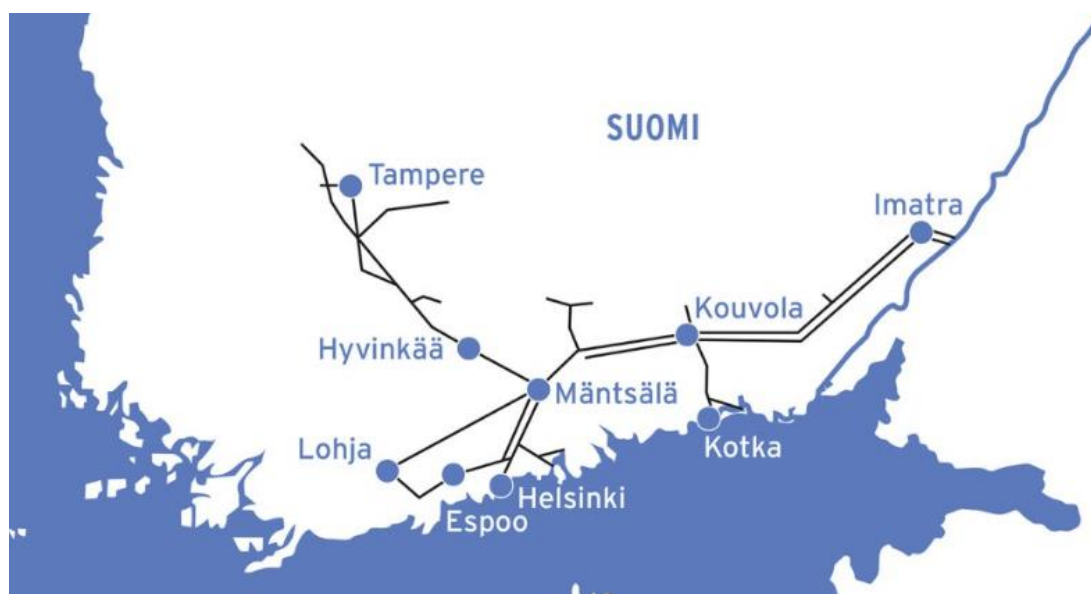 SUOMI
Tampere
Imatra
Kouvola
Hyvinkää
Mäntsälä
Lohja
Kotka
Helsinki
Espoo